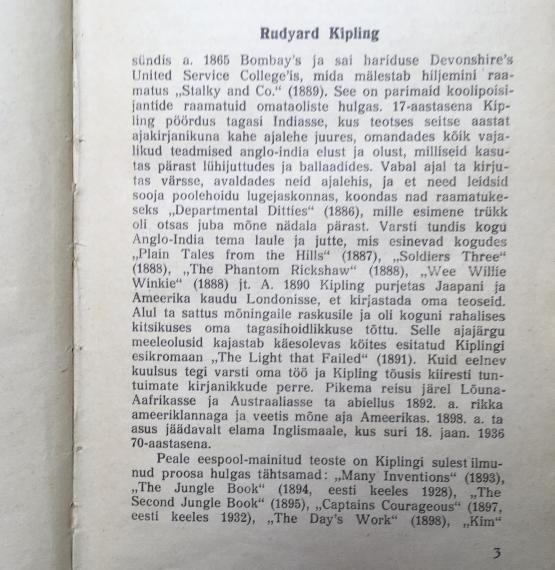 Rudyard Kipling
sündis a. 1865 Bombay's ja sai hariduse Devonshire's
United Service College'is, mida mälestab hiljemini raa-
matus „Stalky and Co.“ (1889). See on parimaid koolipoisi-
jantide raamatuid omataoliste hulgas. 17-aastasena Kip-
ling pöördus tagasi Indiasse, kus teotses seitse aastat
ajakirjanikuna kahe ajalehe juures, omandades kõik vaja-
likud teadmised anglo-india elust ja olust, milliseid kasu-
tas pärast lühijuttudes ja ballaadides. Vabal ajal ta kirju-
tas värsse, avaldades neid ajalehis, ja et need leidsid
sooja poolehoidu lugejaskonnas, koondas nad raamatuke-
seks „Departmental Ditties“ (1886), mille esimene trükk
oli otsas juba mõne nädala pärast. Varsti tundis kogu
Anglo-India tema laule ja jutte, mis esinevad kogudes
„Plain Tales from the Hills“ (1887), „Soldiers Three“
(1888), „The Phantom Rickshaw“ (1888), „Wee Willie
Winkie“ (1888) jt. A. 1890 Kipling purjetas Jaapani ja
Ameerika kaudu Londonisse, et kirjastada oma teoseid.
Alul ta sattus mõningaile raskusile ja oli koguni rahalises
kitsikuses oma tagasihoidlikkuse tõttu. Selle ajajärgu
meeleolusid kajastab käesolevas köites esitatud Kiplingi
esikromaan „The Light that Failed“ (1891). Kuid eelnev
kuulsus tegi varsti oma töö ja Kipling tõusis kiiresti tun-
tuimate kirjanikkude perre. Pikema reisu järel Lõuna-
Aafrikasse ja Austraaliasse ta abiellus 1892. a. rikka
ameeriklannaga ja veetis mõne aja Ameerikas. 1898. a. ta
asus jäädavalt elama Inglismaale, kus suri 18. jaan. 1936
70-aastasena.
Peale eespool-mainitud teoste on Kiplingi sulest ilmu-
nud proosa hulgas tähtsamad: „Many Inventions“ (1893),
„The Jungle Book“ (1894, eesti keeles 1928), „The
Second Jungle Book“ (1895), „Captains Courageous“ (1897,
eesti keeles 1932), „The Day's Work“ (1898), „Kim“
3